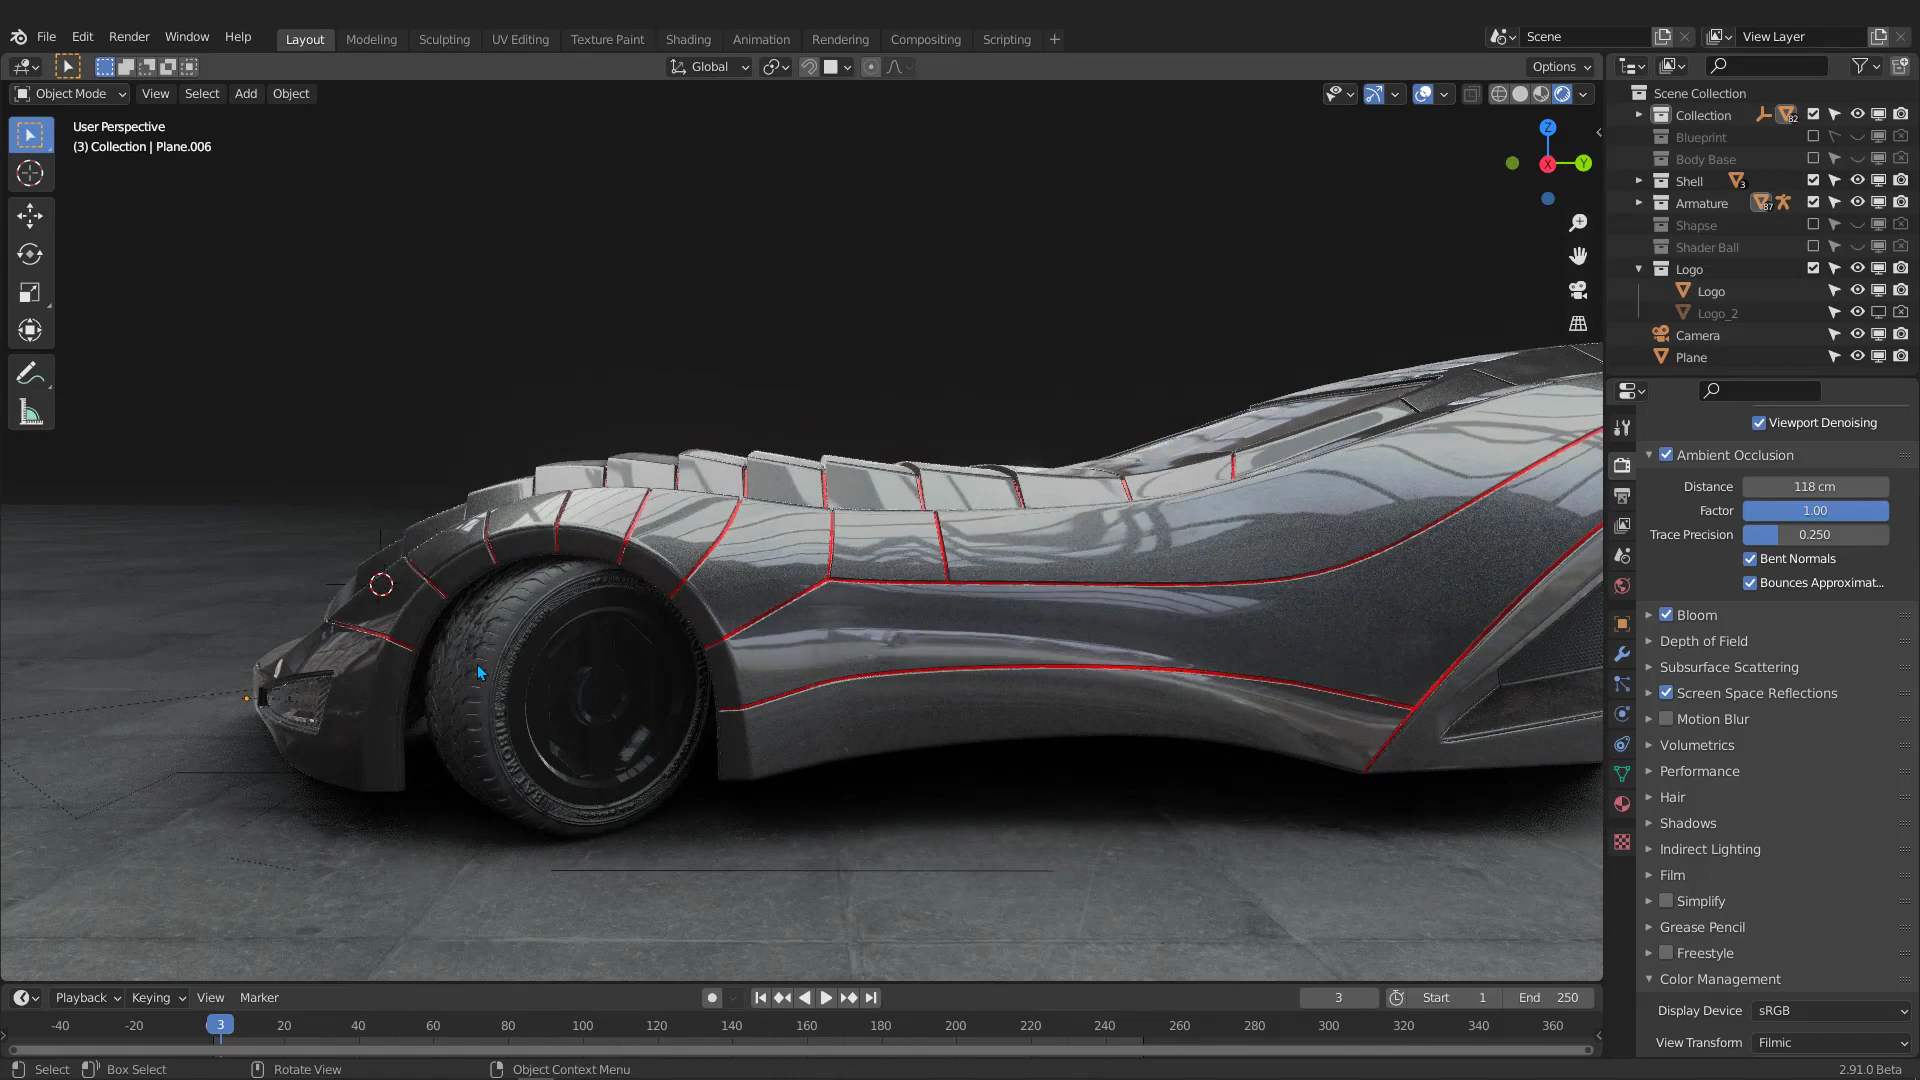 File Edit Render Window Help Layout Modeling Sculpting UV Editing Texture Paint Shading Animation Rendering Compositing Scripting + Scene View Layer
Global Options
Object Mode View Select Add Object
User Perspective
(3) Collection | Plane.006
Z
X Y
Scene Collection
Collection 82
Blueprint
Body Base
Shell 3
Armature 87
Shapse
Shader Ball
Logo
Logo
Logo_2
Camera
Plane
Viewport Denoising
Ambient Occlusion
Distance 118 cm
Factor 1.00
Trace Precision 0.250
Bent Normals
Bounces Approximat...
Bloom
Depth of Field
Subsurface Scattering
Screen Space Reflections
Motion Blur
Volumetrics
Performance
Hair
Shadows
Indirect Lighting
Film
Simplify
Grease Pencil
Freestyle
Color Management
Display Device sRGB
View Transform Filmic
Playback Keying View Marker 3 Start 1 End 250
-40 -20 3 20 40 60 80 100 120 140 160 180 200 220 240 260 280 300 320 340 360
Select Box Select Rotate View Object Context Menu 2.91.0 Beta